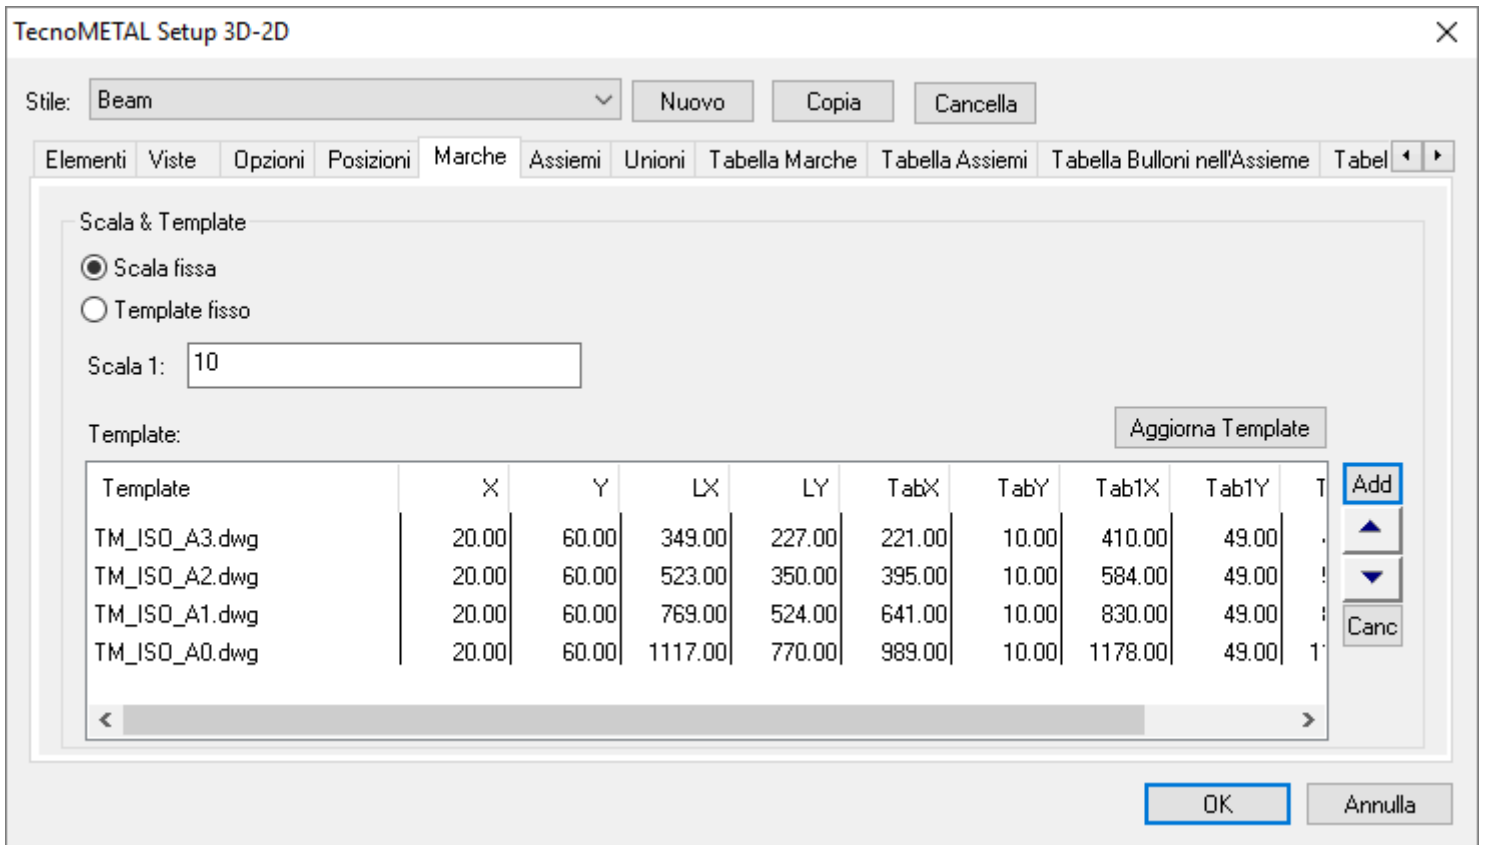 TecnoMETAL Setup 3D-2D
Stile: Beam Nuovo Copia Cancella
Elementi Viste Opzioni Posizioni Marche Assiemi Unioni Tabella Marche Tabella Assiemi Tabella Bulloni nell'Assieme Tabel
Scala & Template
Scala fissa
Template fisso
Scala 1: 10
Template: Aggiorna Template
Template X Y LX LY TabX TabY Tab1X Tab1Y T Add
TM_ISO_A3.dwg 20.00 60.00 349.00 227.00 221.00 10.00 410.00 49.00
TM_ISO_A2.dwg 20.00 60.00 523.00 350.00 395.00 10.00 584.00 49.00
TM_ISO_A1.dwg 20.00 60.00 769.00 524.00 641.00 10.00 830.00 49.00 Canc
TM_ISO_A0.dwg 20.00 60.00 1117.00 770.00 989.00 10.00 1178.00 49.00
OK Annulla